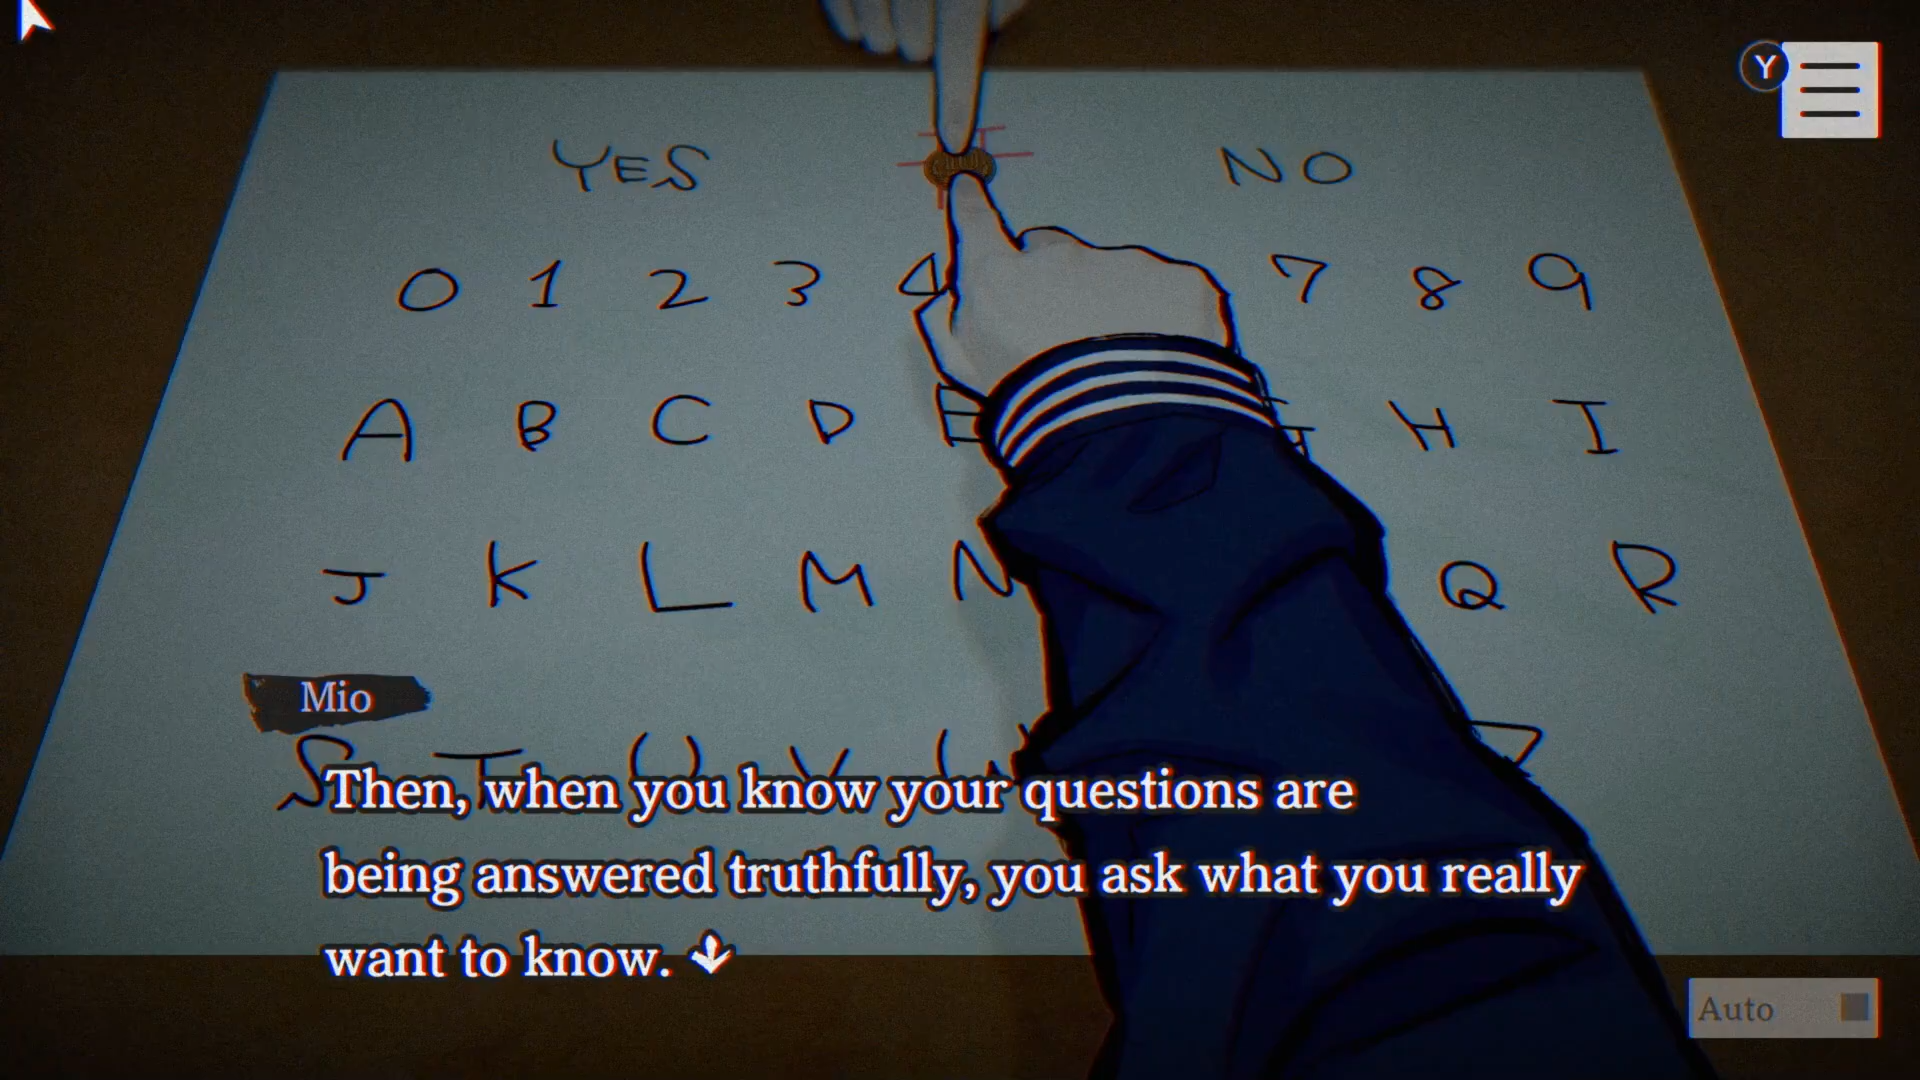 Y
YES NO
0 1 2 3 4 7 8 9
A B C D E G H I
J K L M N Q R
Mio
S T U V W Z
Then, when you know your questions are
being answered truthfully, you ask what you really
want to know.
Auto